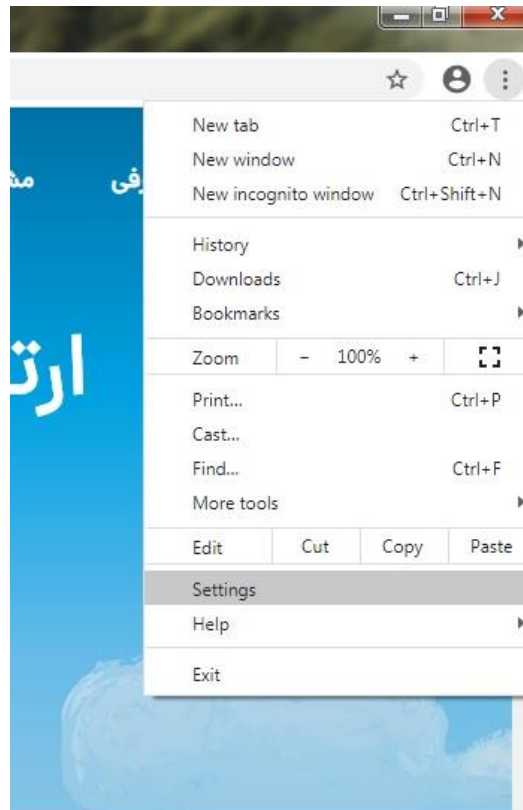 New tab Ctrl+T
New window Ctrl+N
New incognito window Ctrl+Shift+N
History
Downloads Ctrl+J
Bookmarks
Zoom - 100% +
Print... Ctrl+P
Cast...
Find... Ctrl+F
More tools
Edit Cut Copy Paste
Settings
Help
Exit